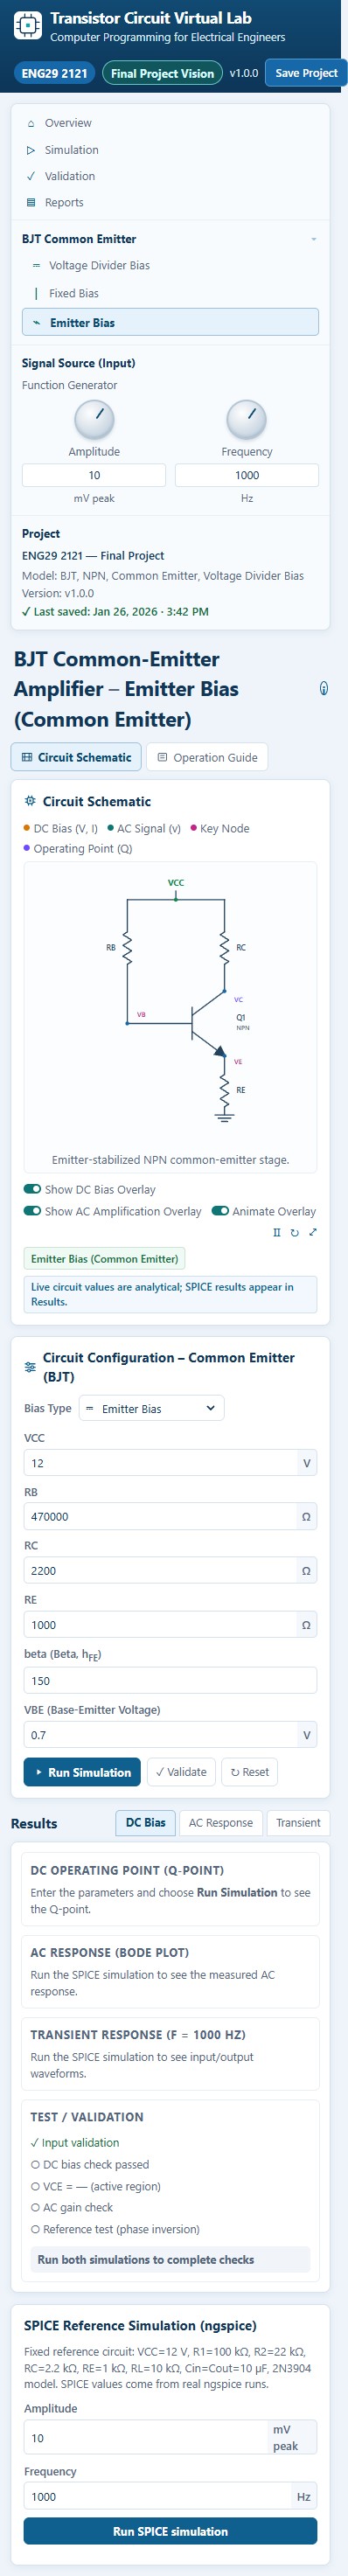 Transistor Circuit Virtual Lab
Computer Programming for Electrical Engineers
ENG29 2121
Final Project Vision
v1.0.0
Save Project
Overview
Simulation
Validation
Reports
BJT Common Emitter
Voltage Divider Bias
Fixed Bias
Emitter Bias
Signal Source (Input)
Function Generator
Amplitude
Frequency
10
1000
mV peak
Hz
Project
ENG29 2121 — Final Project
Model: BJT, NPN, Common Emitter, Voltage Divider Bias
Version: v1.0.0
✓ Last saved: Jan 26, 2026 · 3:42 PM
BJT Common-Emitter
Amplifier – Emitter Bias
(Common Emitter)
Circuit Schematic
Operation Guide
Circuit Schematic
DC Bias (V, I)
AC Signal (v)
Key Node
Operating Point (Q)
VCC
RB
RC
VC
VB
Q1
NPN
VE
RE
Emitter-stabilized NPN common-emitter stage.
Show DC Bias Overlay
Show AC Amplification Overlay
Animate Overlay
Emitter Bias (Common Emitter)
Live circuit values are analytical; SPICE results appear in
Results.
Circuit Configuration – Common Emitter
(BJT)
Bias Type
Emitter Bias
VCC
12
V
RB
470000
Ω
RC
2200
Ω
RE
1000
Ω
beta (Beta, hFE)
150
VBE (Base-Emitter Voltage)
0.7
V
Run Simulation
✓ Validate
↻ Reset
Results
DC Bias
AC Response
Transient
DC OPERATING POINT (Q-POINT)
Enter the parameters and choose Run Simulation to see
the Q-point.
AC RESPONSE (BODE PLOT)
Run the SPICE simulation to see the measured AC
response.
TRANSIENT RESPONSE (F = 1000 HZ)
Run the SPICE simulation to see input/output
waveforms.
TEST / VALIDATION
✓ Input validation
○ DC bias check passed
○ VCE = — (active region)
○ AC gain check
○ Reference test (phase inversion)
Run both simulations to complete checks
SPICE Reference Simulation (ngspice)
Fixed reference circuit: VCC=12 V, R1=100 kΩ, R2=22 kΩ,
RC=2.2 kΩ, RE=1 kΩ, RL=10 kΩ, Cin=Cout=10 µF, 2N3904
model. SPICE values come from real ngspice runs.
Amplitude
10
mV
peak
Frequency
1000
Hz
Run SPICE simulation